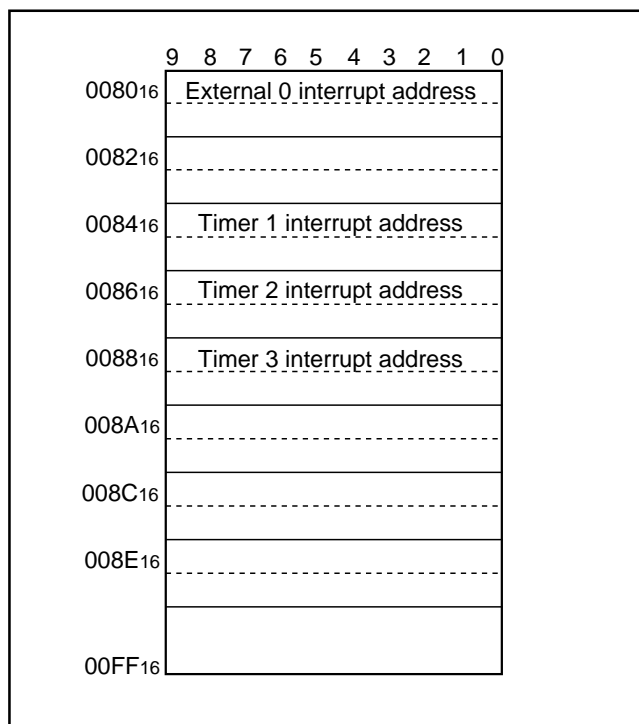 9 8 7 6 5 4 3 2 1 0
008016 External 0 interrupt address
008216
008416 Timer 1 interrupt address
008616 Timer 2 interrupt address
008816 Timer 3 interrupt address
008A16
008C16
008E16
00FF16